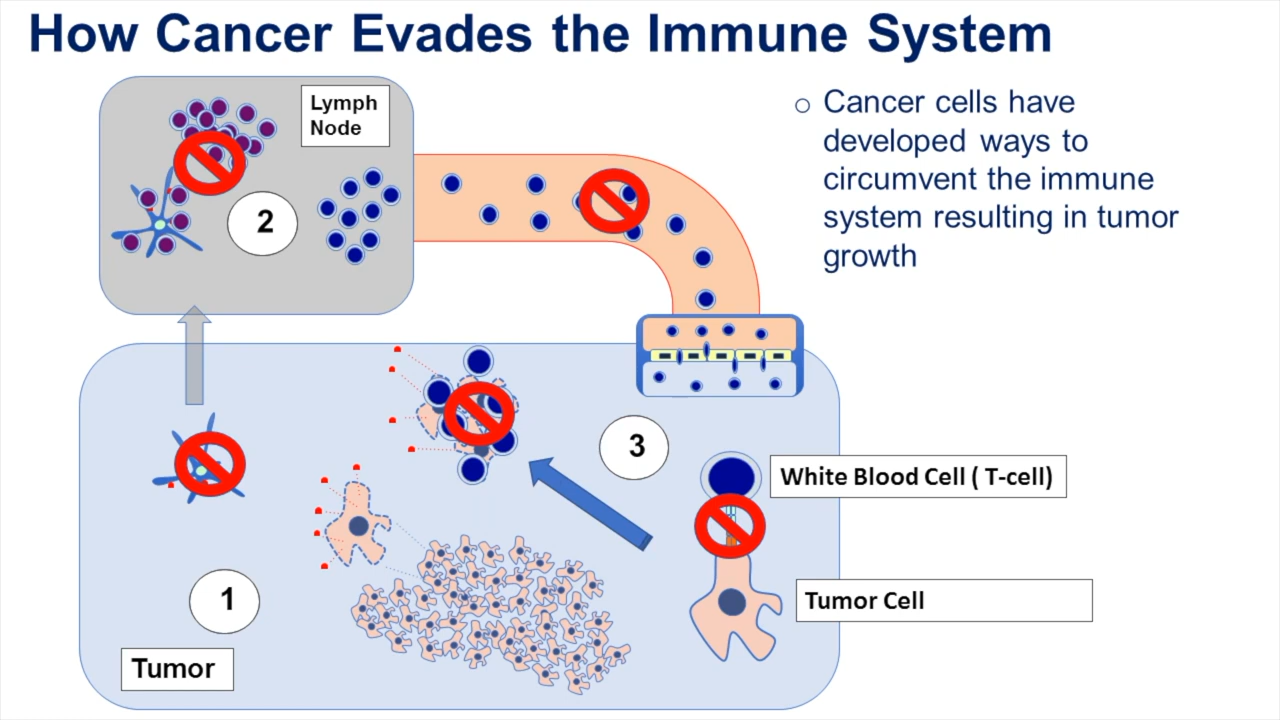 How Cancer Evades the Immune System
Lymph
Node
2
○ Cancer cells have
developed ways to
circumvent the immune
system resulting in tumor
growth
3
White Blood Cell ( T-cell)
1
Tumor Cell
Tumor